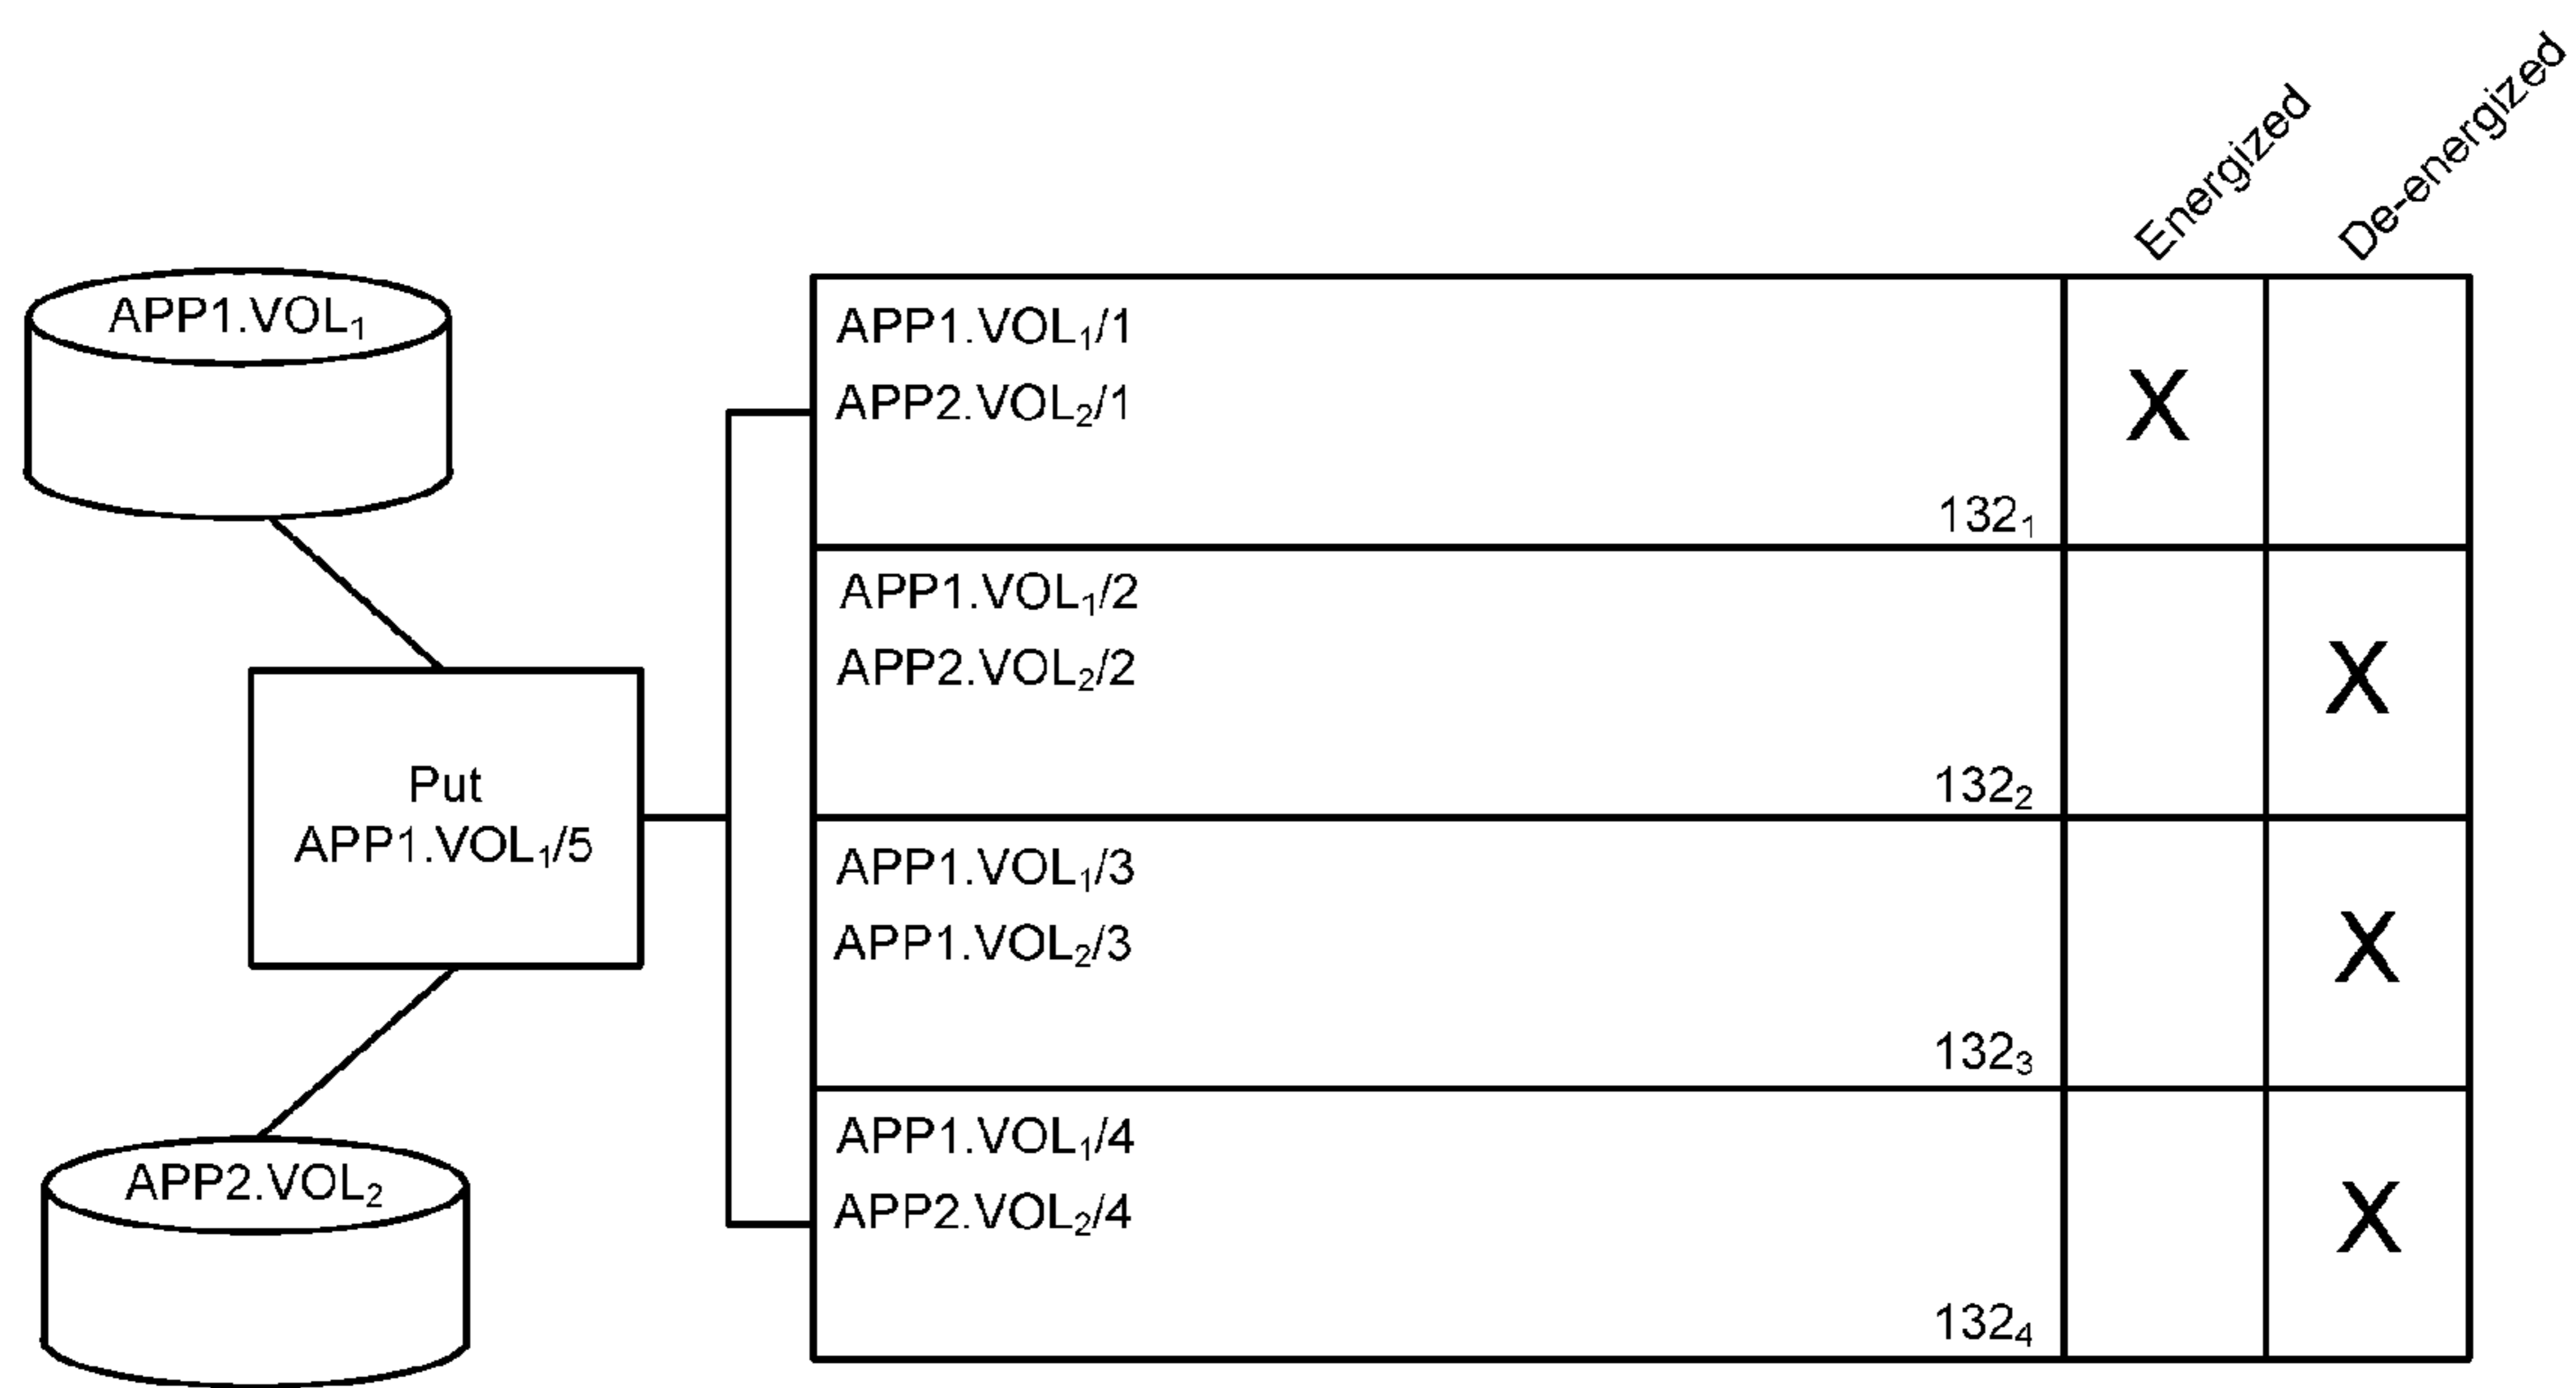 Energized
De-energized
APP1.VOL₁
APP1.VOL₁/1
APP2.VOL₂/1
X
132₁
APP1.VOL₁/2
APP2.VOL₂/2
X
132₂
Put
APP1.VOL₁/5
APP1.VOL₁/3
APP1.VOL₂/3
X
132₃
APP2.VOL₂
APP1.VOL₁/4
APP2.VOL₂/4
X
132₄